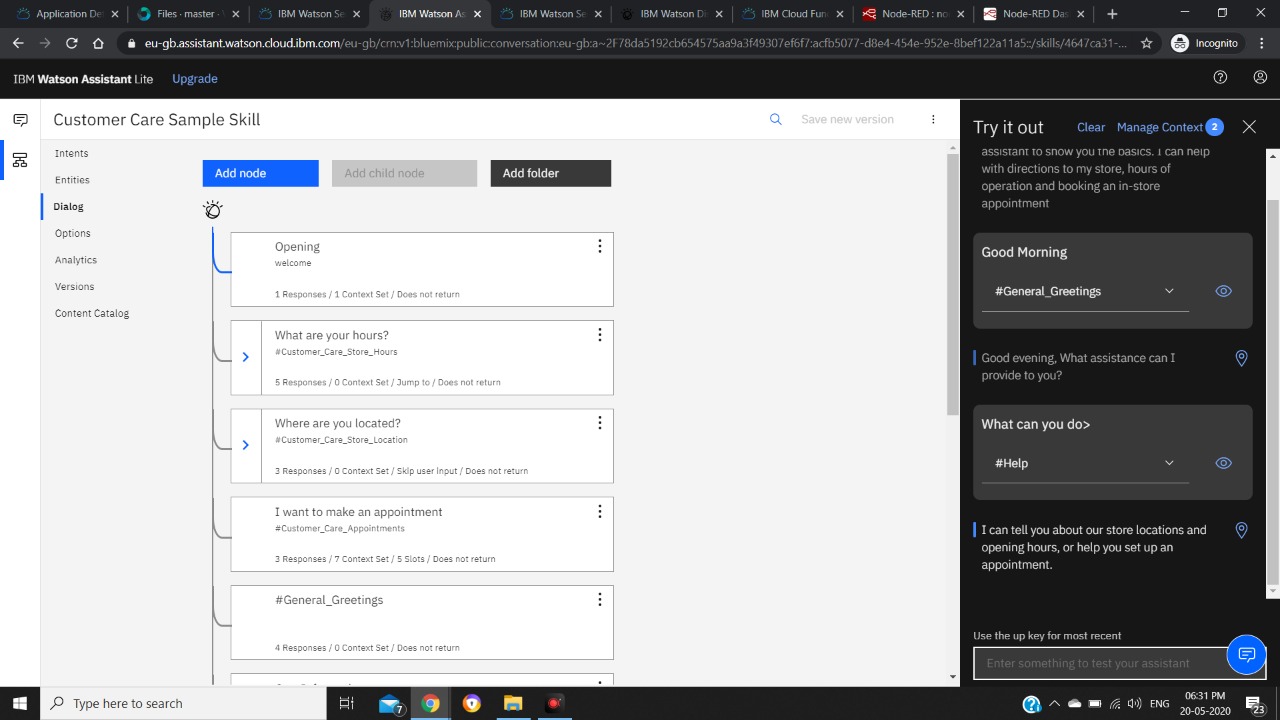 Application De
Files · master · 
IBM Watson Se
IBM Watson As
IBM Watson Se
IBM Watson Di
IBM Cloud Fun
Node-RED : no
Node-RED Das
eu-gb.assistant.watson.cloud.ibm.com/eu-gb/crn:v1:bluemix:public:conversation:eu-gb:a~2F78da5192cb654575aa9a3f49307ef6f7:acfb5077-d8e4-454e-952e-8bef122a11a5::/skills/4647ca31-...
Incognito
IBM Watson Assistant Lite
Upgrade
Customer Care Sample Skill
Save new version
Intents
Entities
Dialog
Options
Analytics
Versions
Content Catalog
Add node
Add child node
Add folder
Opening
welcome
1 Responses / 1 Context Set / Does not return
What are your hours?
#Customer_Care_Store_Hours
5 Responses / 0 Context Set / Jump to / Does not return
Where are you located?
#Customer_Care_Store_Location
3 Responses / 0 Context Set / Skip user input / Does not return
I want to make an appointment
#Customer_Care_Appointments
3 Responses / 7 Context Set / 5 Slots / Does not return
#General_Greetings
4 Responses / 0 Context Set / Does not return
Try it out
Clear
Manage Context 2
assistant to show you the basics. I can help
with directions to my store, hours of
operation and booking an in-store
appointment
Good Morning
#General_Greetings
Good evening, What assistance can I
provide to you?
What can you do>
#Help
I can tell you about our store locations and
opening hours, or help you set up an
appointment.
Use the up key for most recent
Enter something to test your assistant
Type here to search
7
ENG
06:31 PM
20-05-2020
23